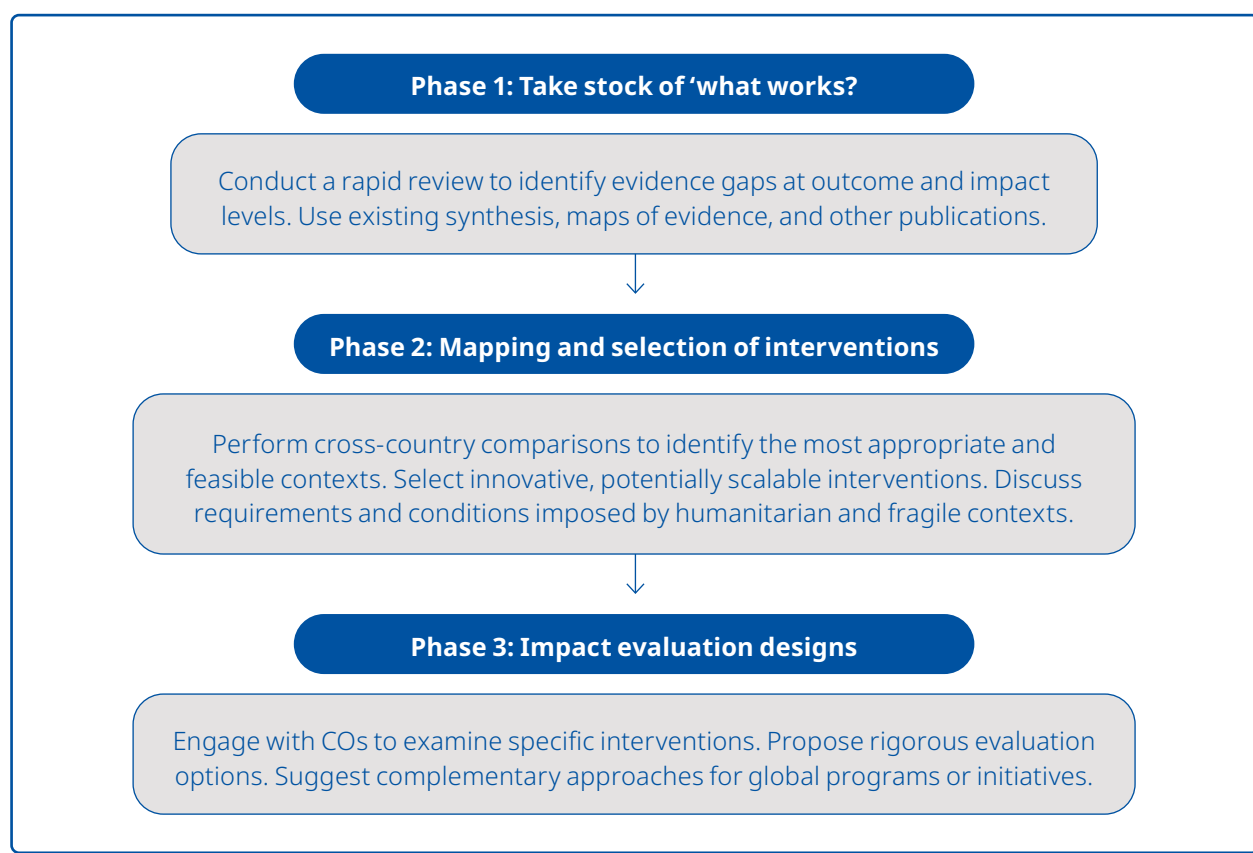 Phase 1: Take stock of ‘what works?
Conduct a rapid review to identify evidence gaps at outcome and impact
levels. Use existing synthesis, maps of evidence, and other publications.
Phase 2: Mapping and selection of interventions
Perform cross-country comparisons to identify the most appropriate and
feasible contexts. Select innovative, potentially scalable interventions. Discuss
requirements and conditions imposed by humanitarian and fragile contexts.
Phase 3: Impact evaluation designs
Engage with COs to examine specific interventions. Propose rigorous evaluation
options. Suggest complementary approaches for global programs or initiatives.